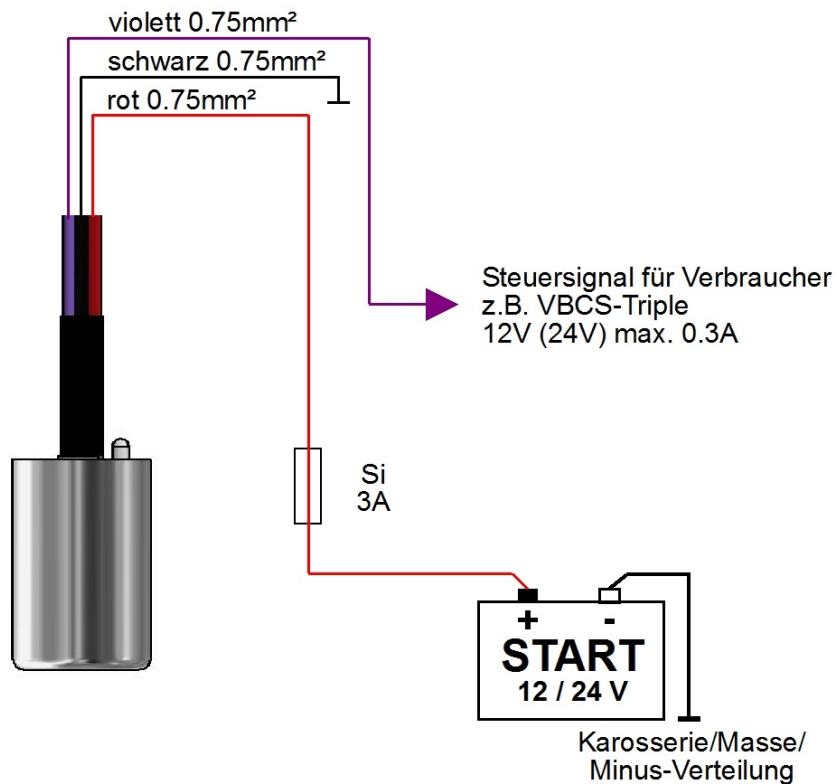 violett 0.75mm²
schwarz 0.75mm²
rot 0.75mm²
Steuersignal für Verbraucher
z.B. VBCS-Triple
12V (24V) max. 0.3A
Si
3A
+ -
START
12 / 24 V
Karosserie/Masse/
Minus-Verteilung